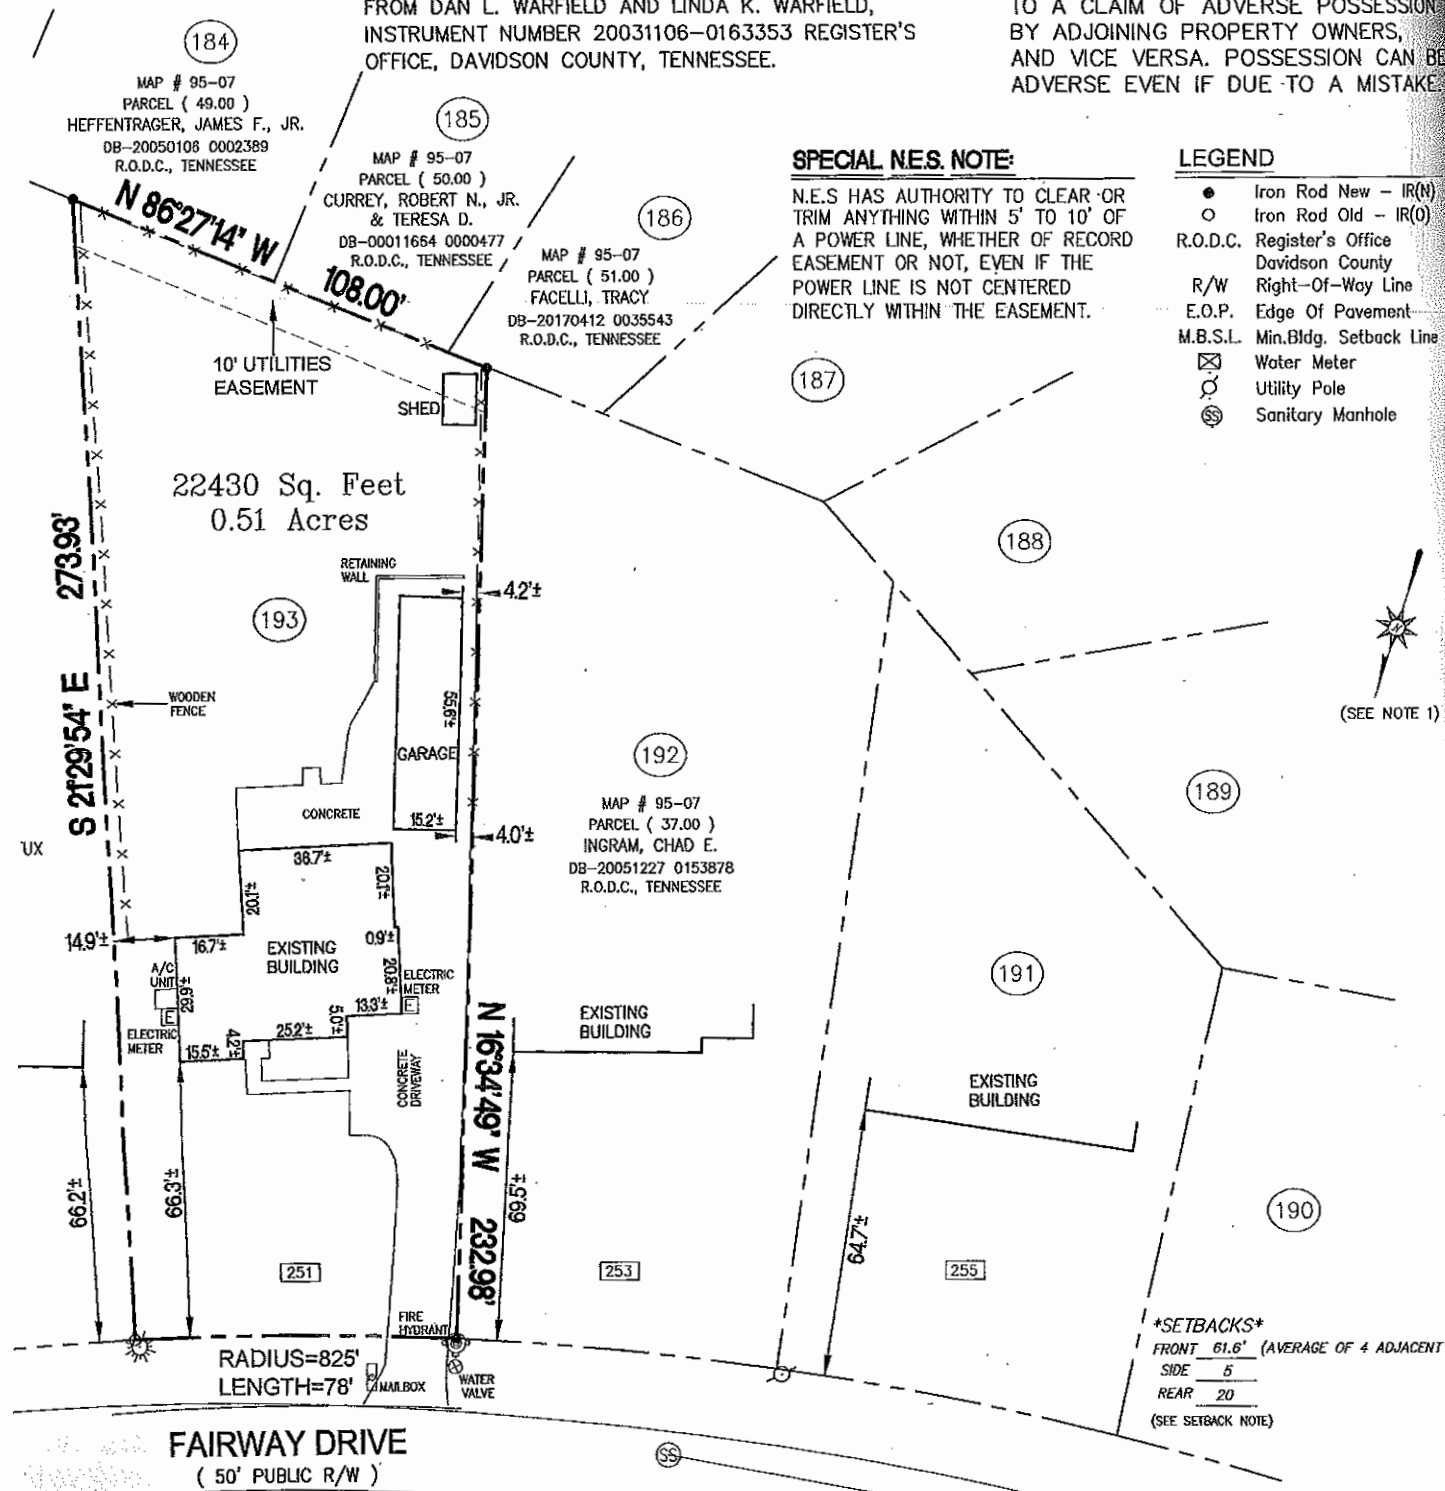 FROM DAN L. WARFIELD AND LINDA K. WARFIELD,
INSTRUMENT NUMBER 20031106-0163353 REGISTER'S
OFFICE, DAVIDSON COUNTY, TENNESSEE.
TO A CLAIM OF ADVERSE POSSESSION
BY ADJOINING PROPERTY OWNERS,
AND VICE VERSA. POSSESSION CAN BE
ADVERSE EVEN IF DUE TO A MISTAKE.
184
MAP # 95-07
PARCEL ( 49.00 )
HEFFENTRAGER, JAMES F., JR.
DB-20050106 0002389
R.O.D.C., TENNESSEE
185
MAP # 95-07
PARCEL ( 50.00 )
CURREY, ROBERT N., JR.
& TERESA D.
DB-00011664 0000477
R.O.D.C., TENNESSEE
186
MAP # 95-07
PARCEL ( 51.00 )
FACELLI, TRACY
DB-20170412 0035543
R.O.D.C., TENNESSEE
SPECIAL N.E.S. NOTE:
N.E.S HAS AUTHORITY TO CLEAR OR
TRIM ANYTHING WITHIN 5' TO 10' OF
A POWER LINE, WHETHER OF RECORD
EASEMENT OR NOT, EVEN IF THE
POWER LINE IS NOT CENTERED
DIRECTLY WITHIN THE EASEMENT.
LEGEND
Iron Rod New - IR(N)
Iron Rod Old - IR(O)
R.O.D.C. Register's Office
Davidson County
R/W Right-Of-Way Line
E.O.P. Edge Of Pavement
M.B.S.L. Min.Bldg. Setback Line
Water Meter
Utility Pole
SS Sanitary Manhole
N 86°27'14" W
108.00'
10' UTILITIES
EASEMENT
SHED
187
22430 Sq. Feet
0.51 Acres
273.93'
S 21°29'54" E
RETAINING
WALL
4.2'±
193
188
N
(SEE NOTE 1)
WOODEN
FENCE
55.6'±
GARAGE
192
189
CONCRETE
15.2'±
4.0'±
MAP # 95-07
PARCEL ( 37.00 )
INGRAM, CHAD E.
DB-20051227 0153878
R.O.D.C., TENNESSEE
UX
36.7'±
20.1'±
20.1'±
14.9'±
16.7'±
0.9'±
EXISTING
BUILDING
A/C
UNIT
29.9'±
20.8'±
ELECTRIC
METER
E
13.3'±
5.0'±
E
ELECTRIC
METER
25.2'±
4.2'±
15.5'±
CONCRETE
DRIVEWAY
N 16°34'49" W
232.98'
EXISTING
BUILDING
191
EXISTING
BUILDING
66.2'±
66.3'±
69.5'±
64.7'±
190
251
253
255
FIRE
HYDRANT
RADIUS=825'
LENGTH=78'
MAILBOX
WATER
VALVE
*SETBACKS*
FRONT 61.6' (AVERAGE OF 4 ADJACENT
SIDE 5
REAR 20
(SEE SETBACK NOTE)
FAIRWAY DRIVE
( 50' PUBLIC R/W )
SS